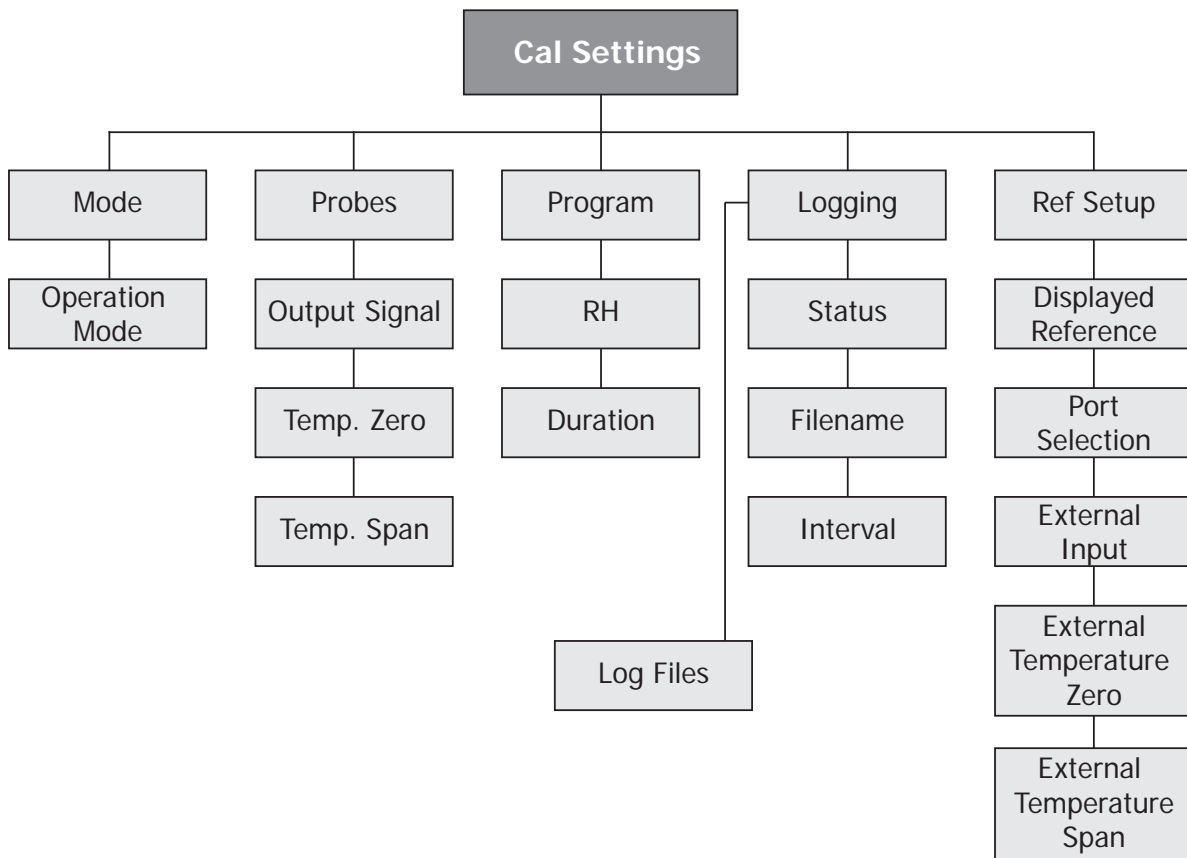 Cal Settings
Mode
Probes
Program
Logging
Ref Setup
Operation
Mode
Output Signal
RH
Status
Displayed
Reference
Temp. Zero
Duration
Filename
Port
Selection
Temp. Span
Interval
External
Input
Log Files
External
Temperature
Zero
External
Temperature
Span